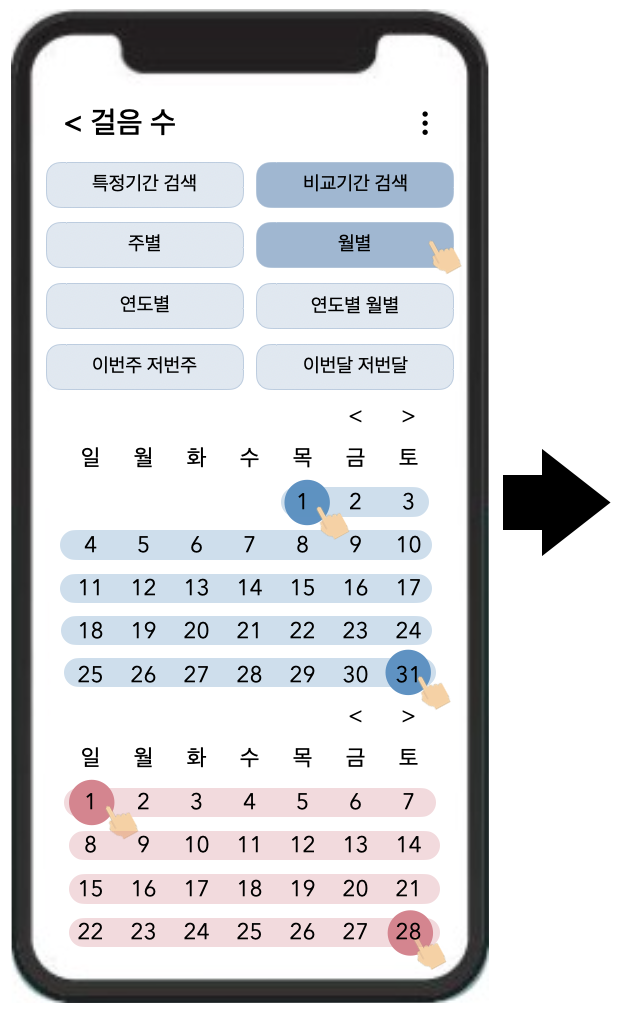 < 걸음 수
특정기간 검색 비교기간 검색
주별 월별
연도별 연도별 월별
이번주 저번주 이번달 저번달
< >
일 월 화 수 목 금 토
1 2 3
4 5 6 7 8 9 10
11 12 13 14 15 16 17
18 19 20 21 22 23 24
25 26 27 28 29 30 31
< >
일 월 화 수 목 금 토
1 2 3 4 5 6 7
8 9 10 11 12 13 14
15 16 17 18 19 20 21
22 23 24 25 26 27 28